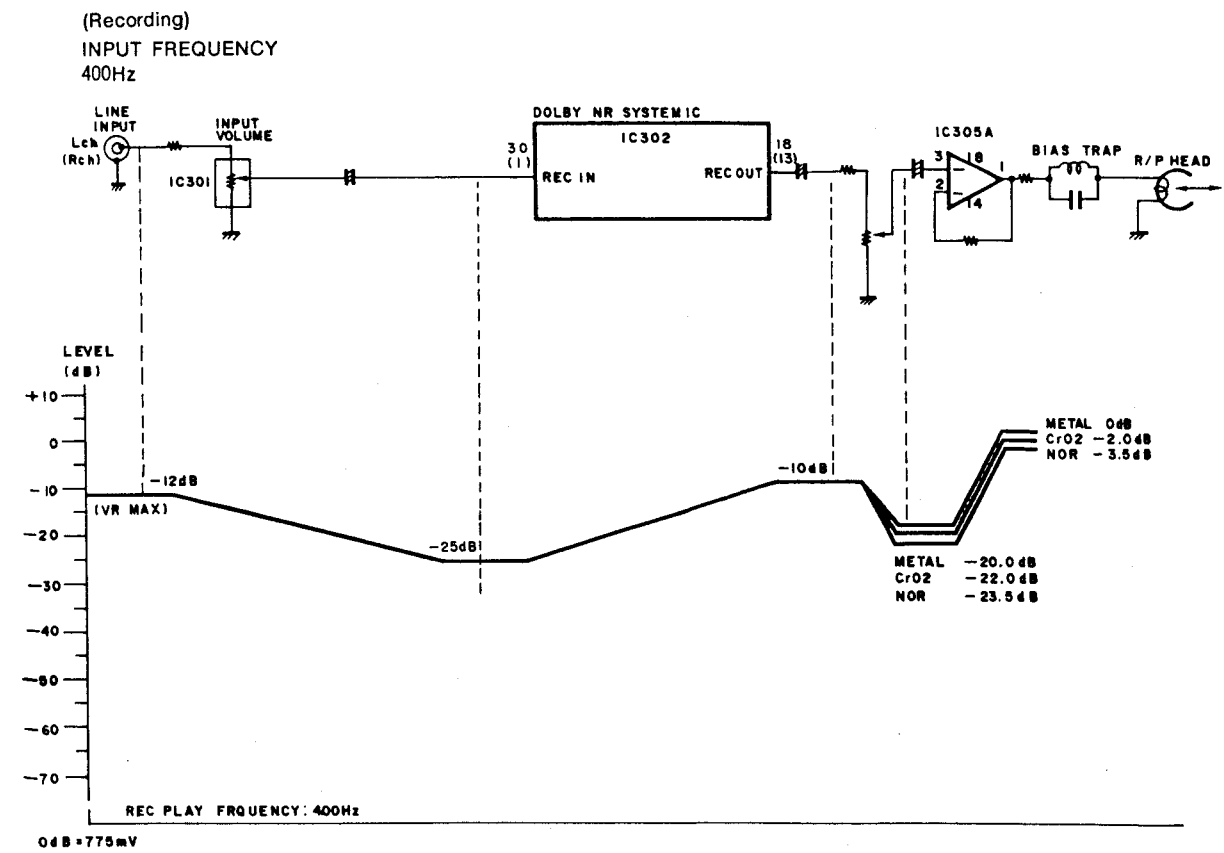 (Recording)
INPUT FREQUENCY
400Hz
LINE
INPUT
Lch
(Rch)
INPUT
VOLUME
IC301
DOLBY NR SYSTEM IC
IC302
30
(1)
REC IN
REC OUT
18
(13)
IC305A
3
18
1
2
14
BIAS TRAP
R/P HEAD
LEVEL
(dB)
+10
0
-10
-20
-30
-40
-50
-60
-70
-12dB
(VR MAX)
-25dB
-10dB
METAL 0dB
CrO2 -2.0dB
NOR -3.5dB
METAL -20.0dB
CrO2 -22.0dB
NOR -23.5dB
REC PLAY FRQUENCY: 400Hz
0dB=775mV